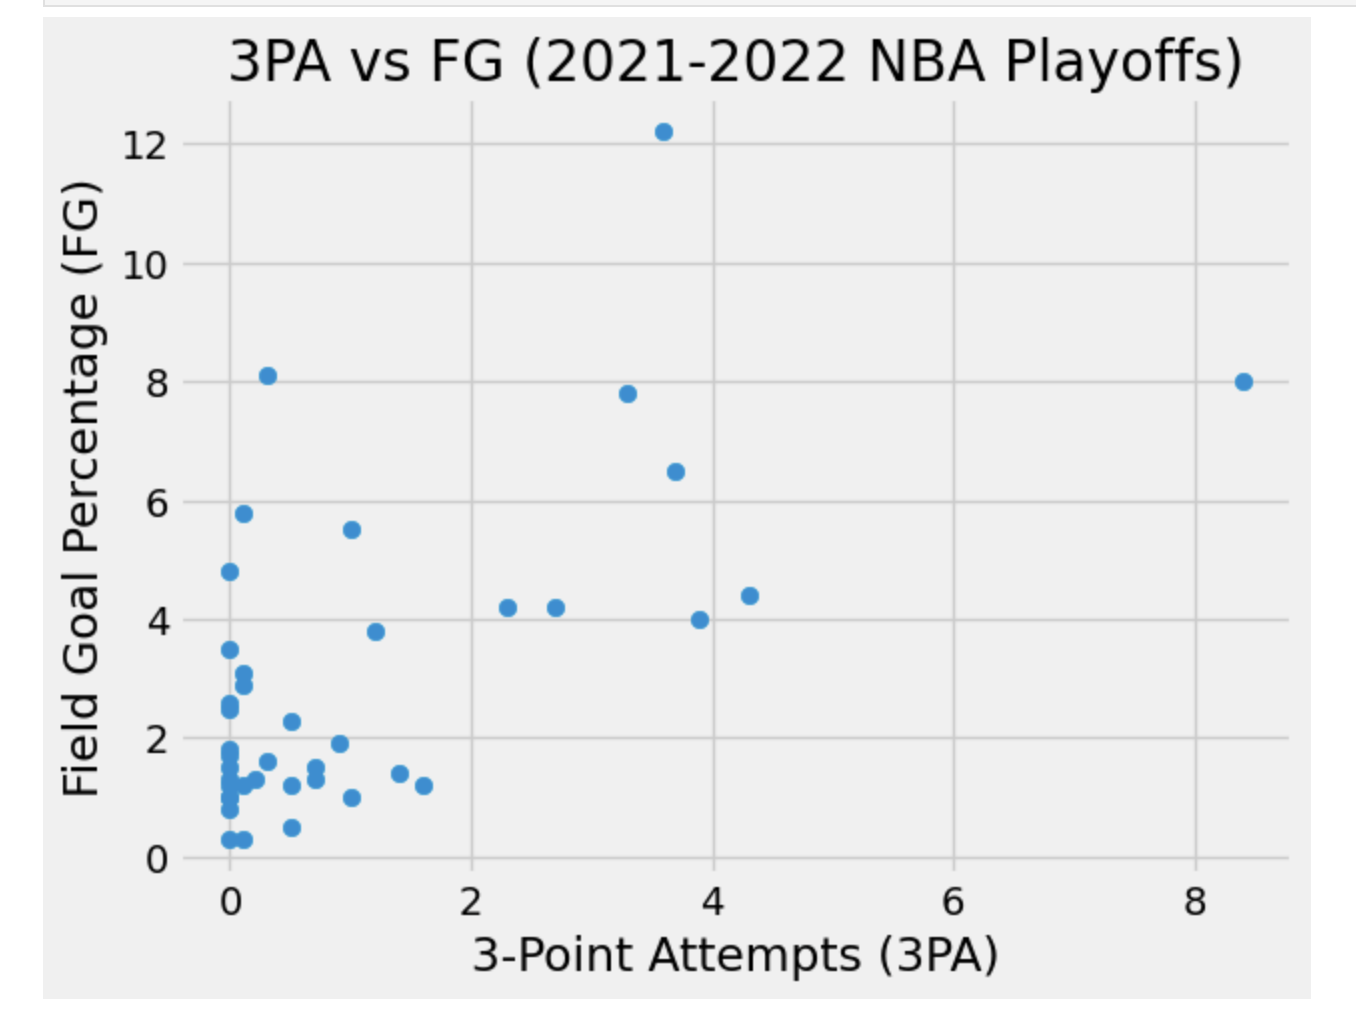 3PA vs FG (2021-2022 NBA Playoffs)
12
10
8
6
4
2
0
Field Goal Percentage (FG)
0 2 4 6 8
3-Point Attempts (3PA)